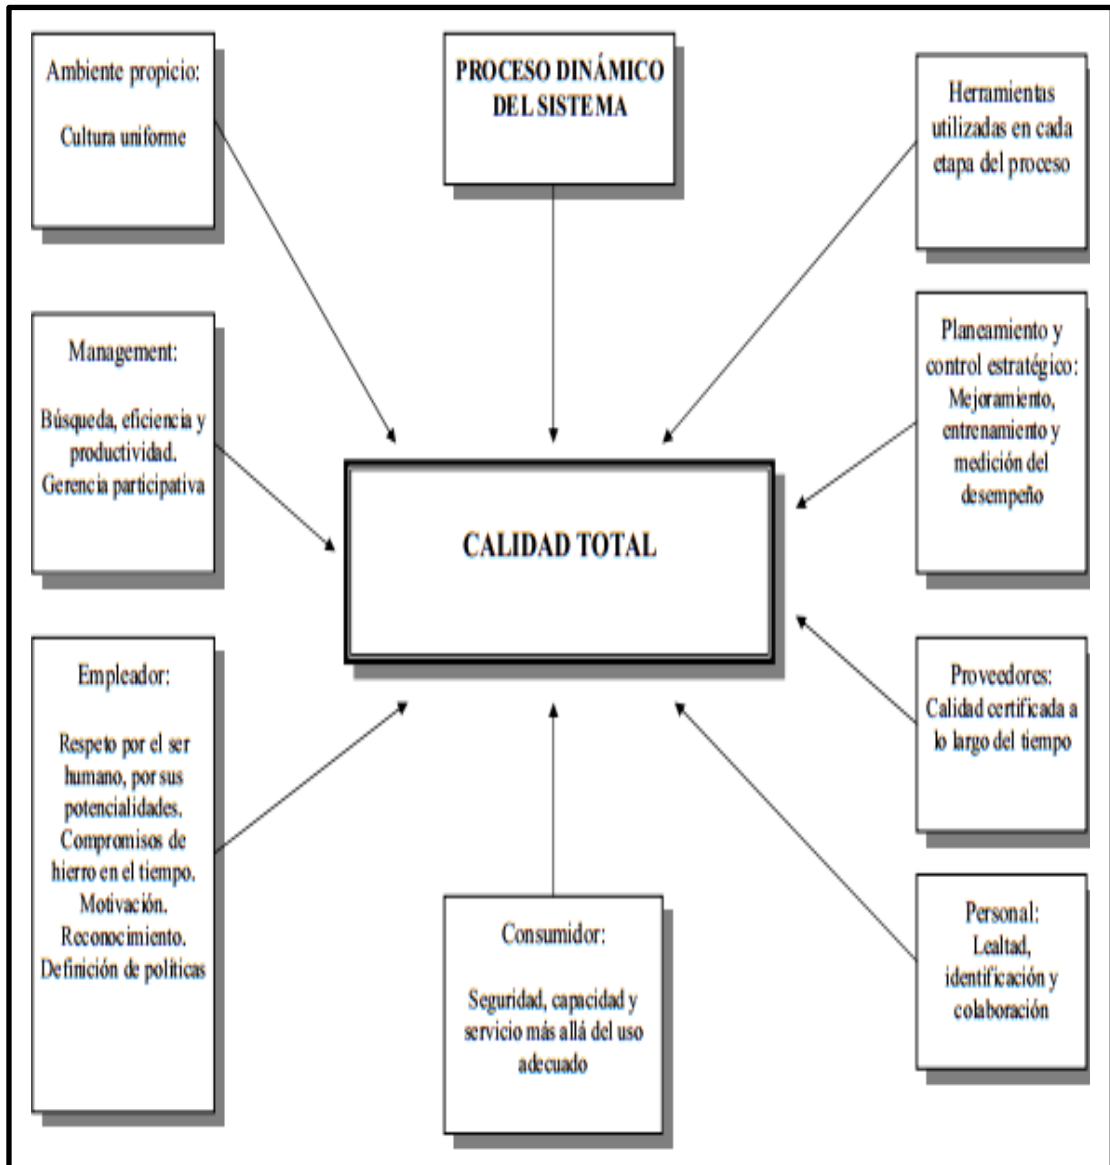 Ambiente propicio:
Cultura uniforme
PROCESO DINÁMICO
DEL SISTEMA
Herramientas
utilizadas en cada
etapa del proceso
Management:
Búsqueda, eficiencia y
productividad.
Gerencia participativa
Planeamiento y
control estratégico:
Mejoramiento,
entrenamiento y
medición del
desempeño
CALIDAD TOTAL
Empleador:
Respeto por el ser
humano, por sus
potencialidades.
Compromisos de
hierro en el tiempo.
Motivación.
Reconocimiento.
Definición de políticas
Proveedores:
Calidad certificada a
lo largo del tiempo
Consumidor:
Seguridad, capacidad y
servicio más allá del uso
adecuado
Personal:
Lealtad,
identificación y
colaboración